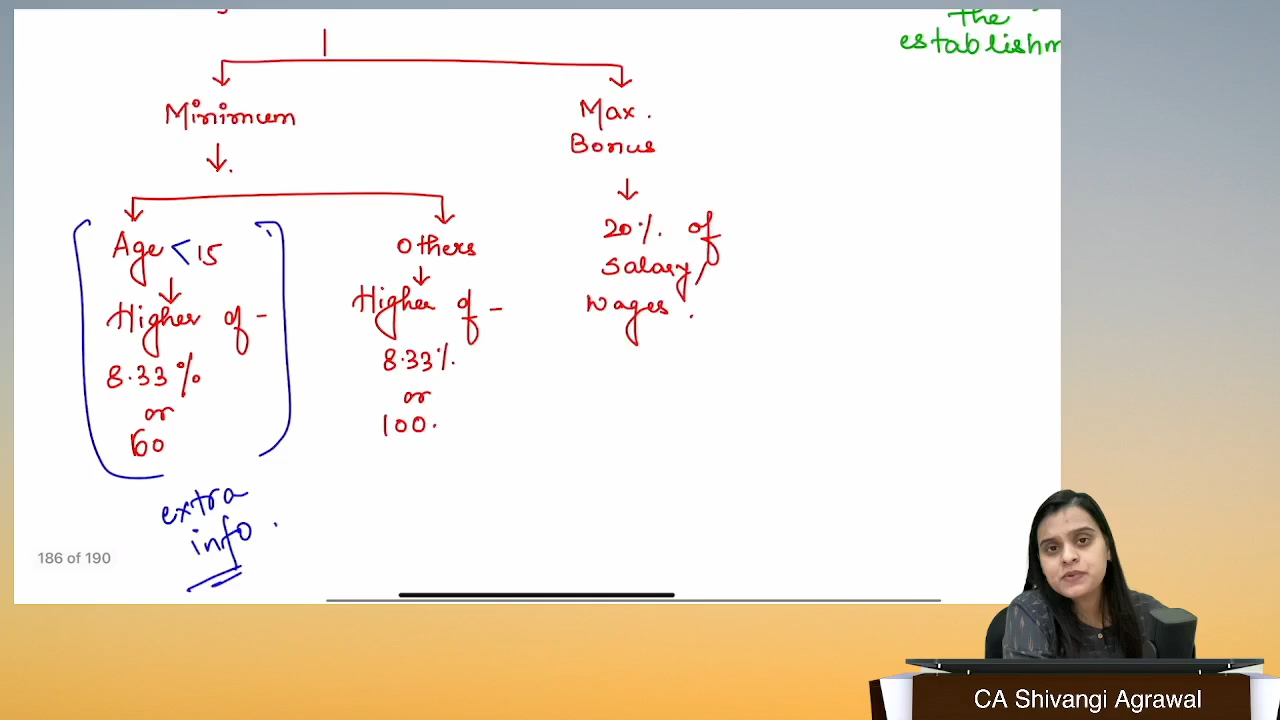 the
establishm
Minimum
Max.
Bonus
Age < 15
Higher of -
8.33%
or
60
Others
Higher of -
8.33%.
or
100.
20%. of
Salary/
Wages.
extra
info.
186 of 190
CA Shivangi Agrawal